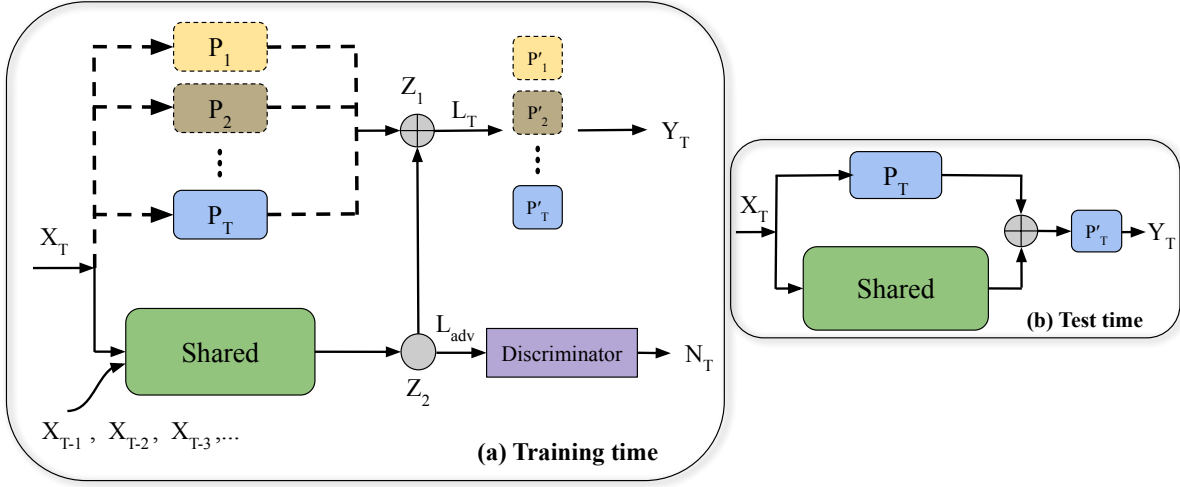 P1
P2
PT
XT
Shared
XT-1 , XT-2, XT-3,...
Z1
LT
P'1
P'2
P'T
YT
Z2
Ladv
Discriminator
NT
(a) Training time
XT
PT
Shared
P'T
YT
(b) Test time